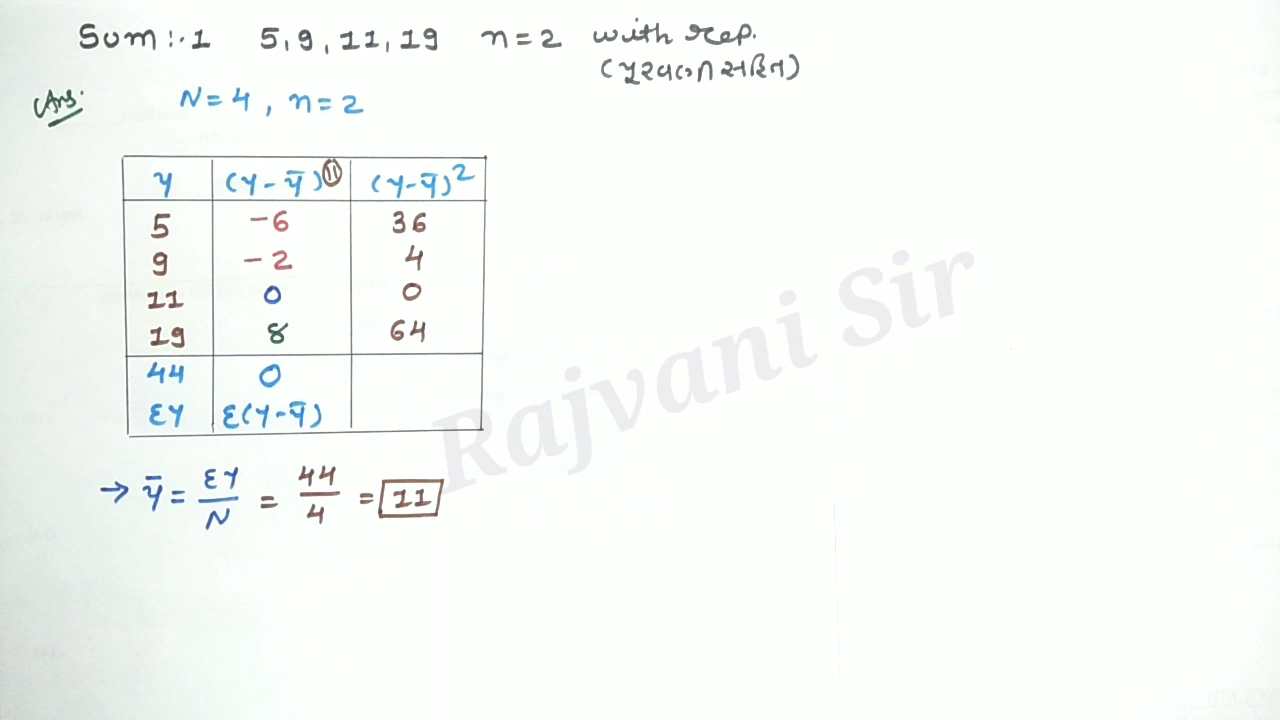 Sum :- 1 5, 9, 11, 19 n = 2 with rep.
(પુરવણી સહિત)
Ans. N = 4 , n = 2
Y (Y - Ȳ) 11 (Y-Ȳ)²
5 -6 36
9 -2 4
11 0 0
19 8 64
44 0
ΣY Σ(Y-Ȳ)
→ Ȳ = ΣY/N = 44/4 = 11
Rajvani Sir